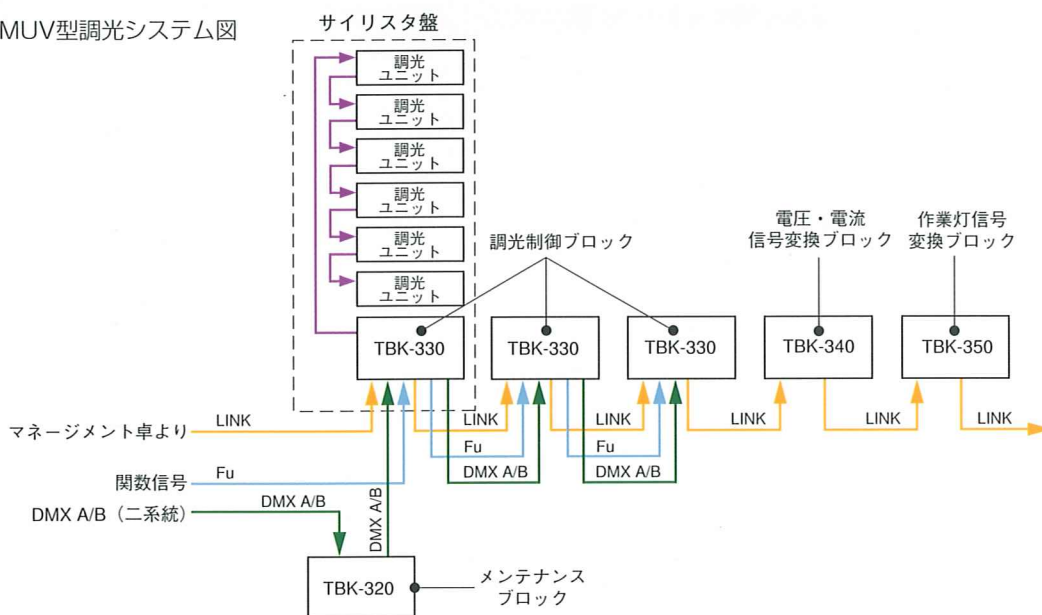 MUV型調光システム図
サイリスタ盤
調光
ユニット
調光
ユニット
調光
ユニット
調光
ユニット
調光
ユニット
調光
ユニット
調光制御ブロック
電圧・電流
信号変換ブロック
作業灯信号
変換ブロック
TBK-330
TBK-330
TBK-330
TBK-340
TBK-350
マネージメント卓より
LINK
LINK
LINK
LINK
LINK
LINK
Fu
Fu
DMX A/B
DMX A/B
関数信号
Fu
DMX A/B（二系統）
DMX A/B
DMX A/B
TBK-320
メンテナンス
ブロック